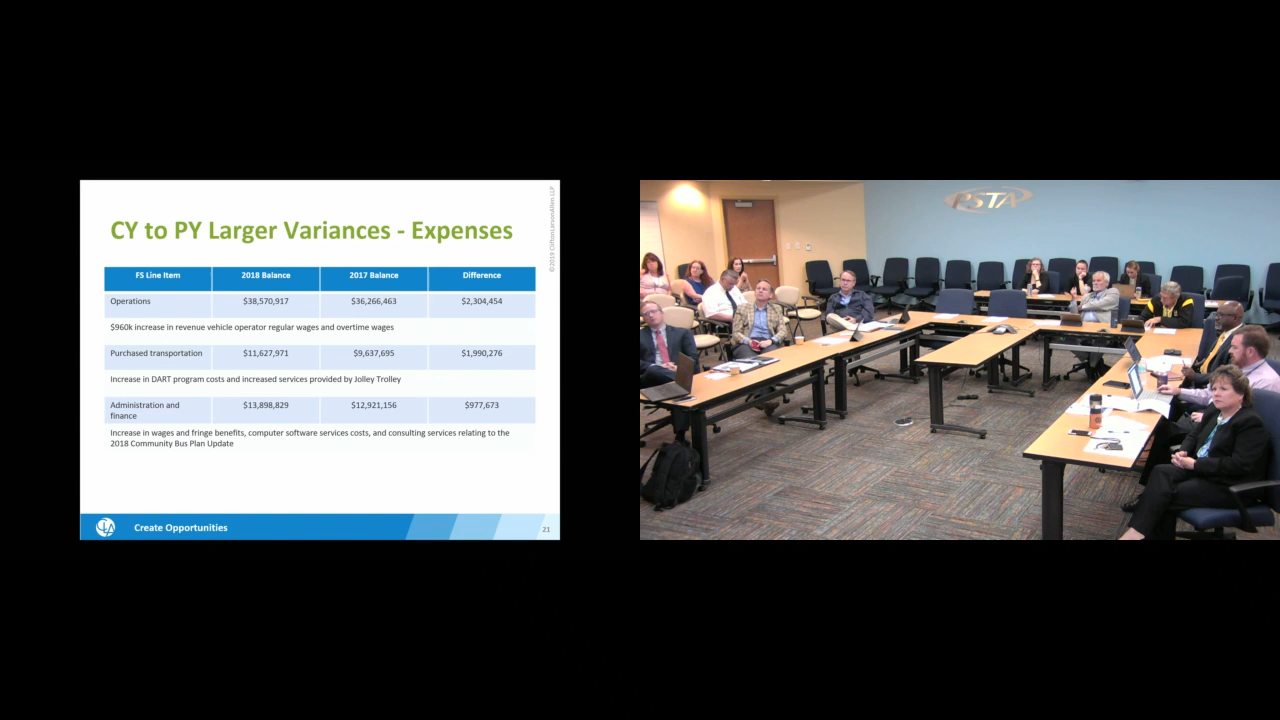 CY to PY Larger Variances - Expenses
©2019 CliftonLarsonAllen LLP
FS Line Item 2018 Balance 2017 Balance Difference
Operations $38,570,917 $36,266,463 $2,304,454
$960k increase in revenue vehicle operator regular wages and overtime wages
Purchased transportation $11,627,971 $9,637,695 $1,990,276
Increase in DART program costs and increased services provided by Jolley Trolley
Administration and $13,898,829 $12,921,156 $977,673
finance
Increase in wages and fringe benefits, computer software services costs, and consulting services relating to the
2018 Community Bus Plan Update
CLA
Create Opportunities
21
PSTA